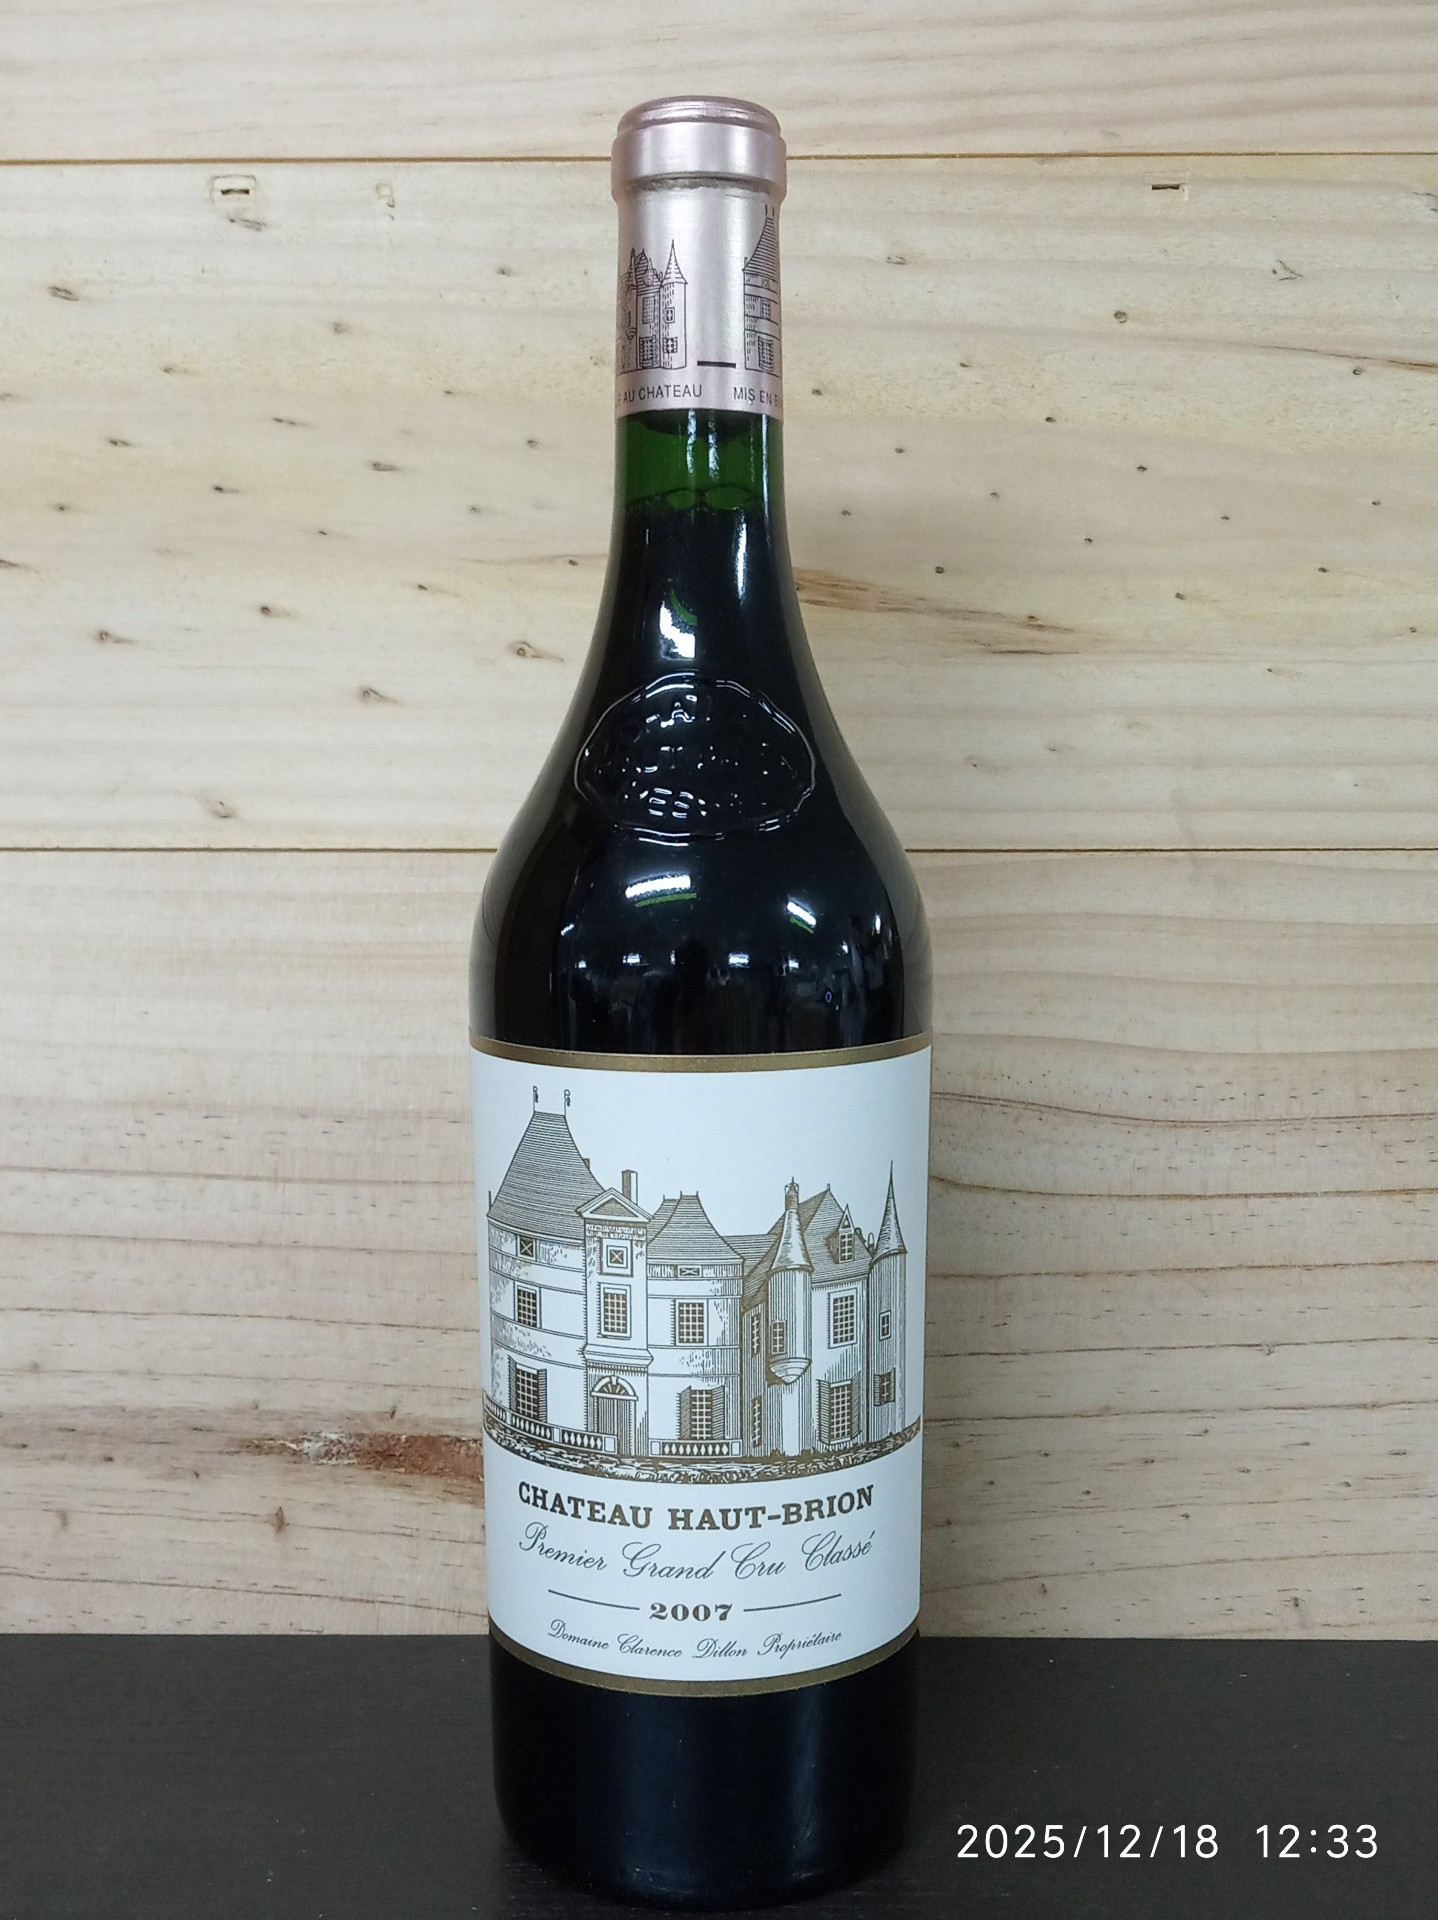 AU CHATEAU MIS EN
CHATEAU HAUT-BRION
Premier Grand Cru Classé
2007
Domaine Clarence Dillon Propriétaire
2025/12/18 12:33